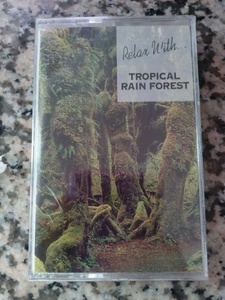 Relax With...
TROPICAL
RAIN FOREST